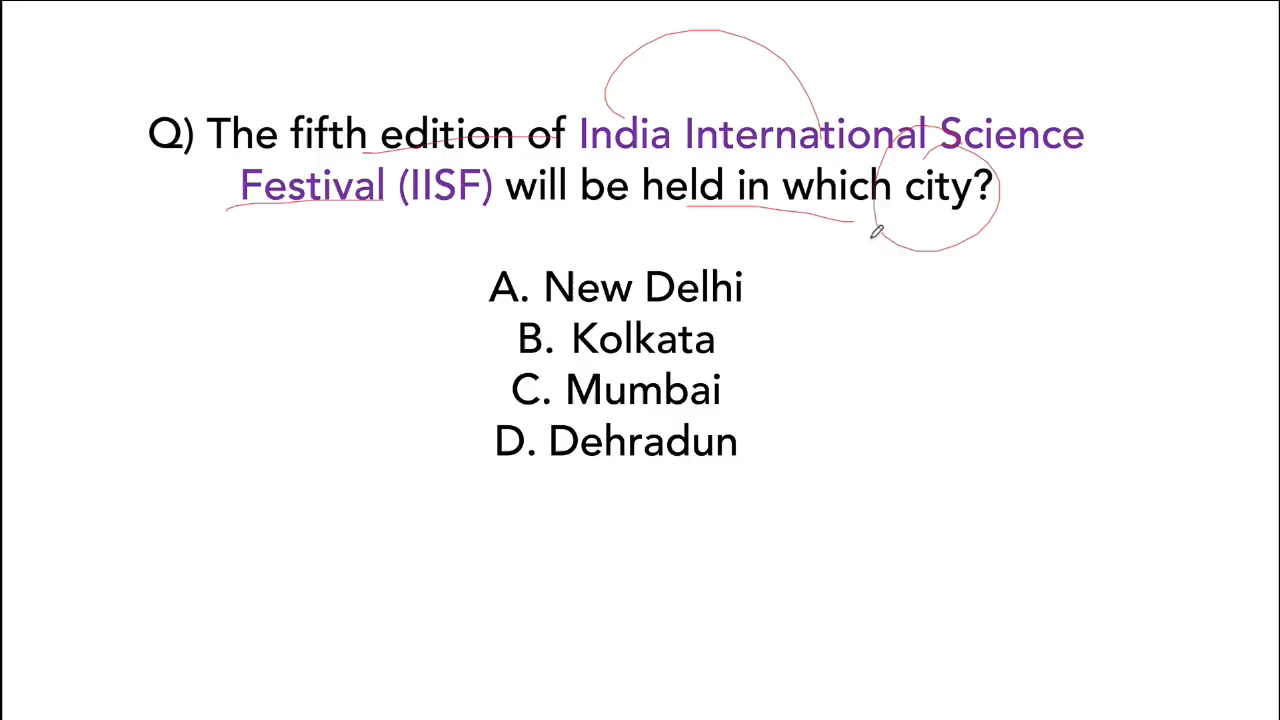 Q) The fifth edition of India International Science
Festival (IISF) will be held in which city?
A. New Delhi
B. Kolkata
C. Mumbai
D. Dehradun